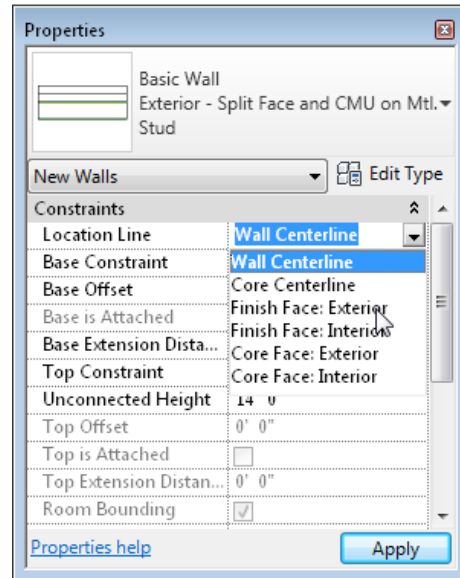 Properties
Basic Wall
Exterior - Split Face and CMU on Mtl.
Stud
New Walls
Edit Type
Constraints
Location Line Wall Centerline
Base Constraint Wall Centerline
Base Offset Core Centerline
Base is Attached Finish Face: Exterior
Base Extension Dista... Finish Face: Interior
Top Constraint Core Face: Exterior
Core Face: Interior
Unconnected Height 14' 0"
Top Offset 0' 0"
Top is Attached
Top Extension Distan... 0' 0"
Room Bounding
Properties help Apply